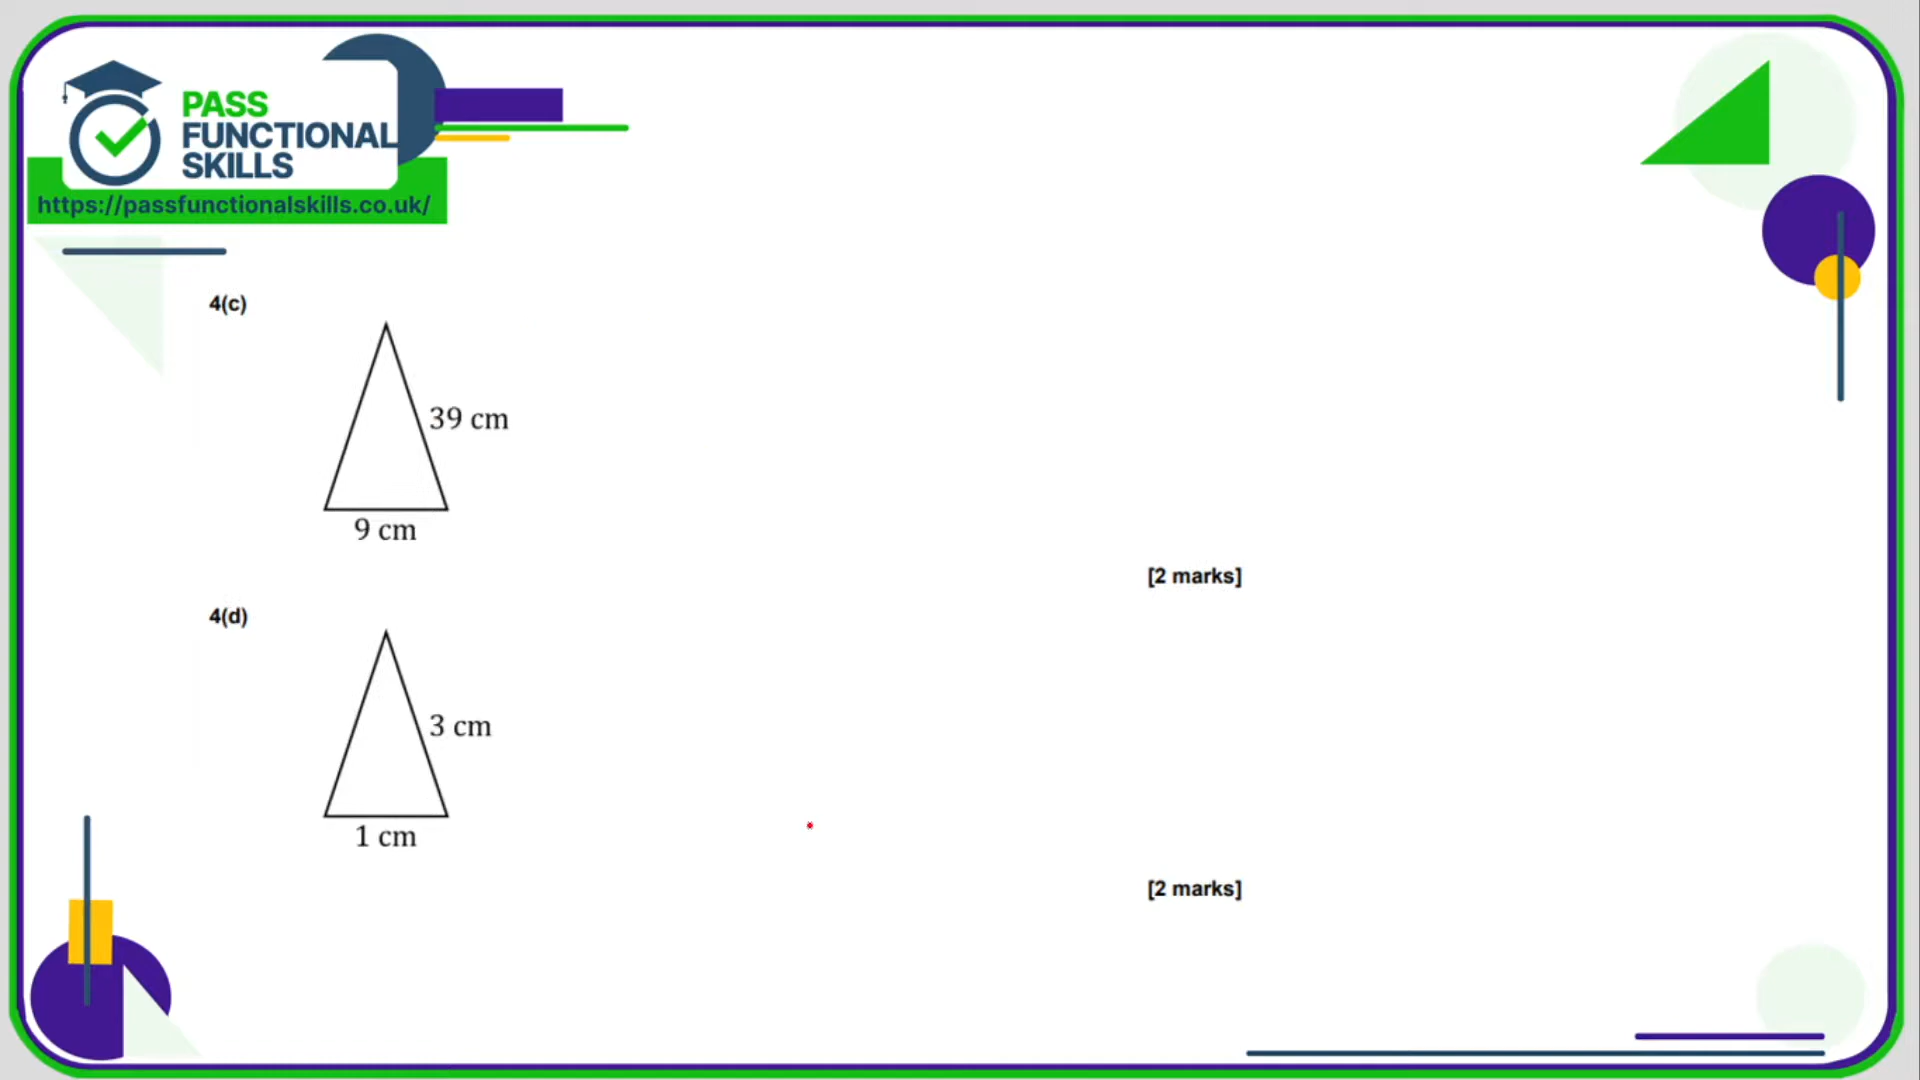 PASS
FUNCTIONAL
SKILLS
https://passfunctionalskills.co.uk/
4(c)
39 cm
9 cm
[2 marks]
4(d)
3 cm
1 cm
[2 marks]